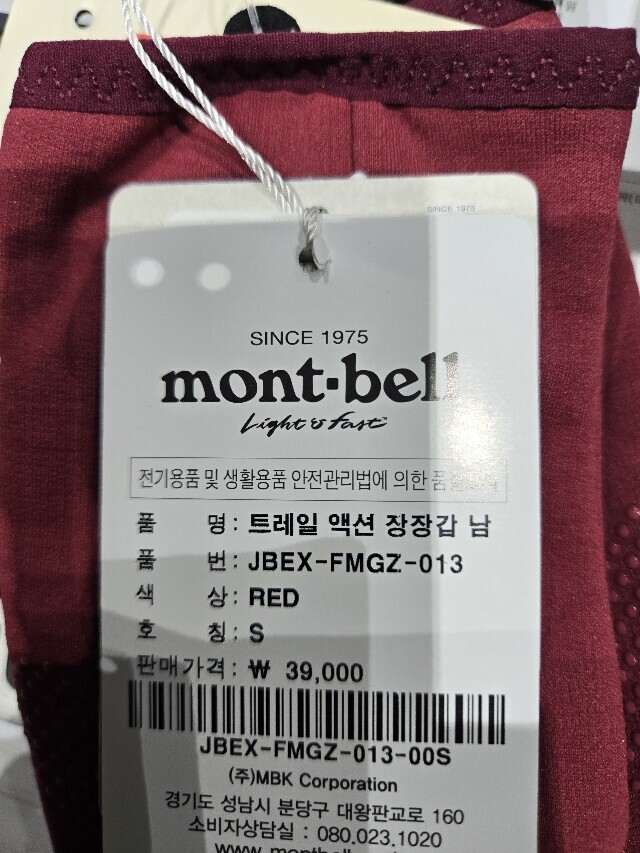 SINCE 1975
SINCE 1975
mont-bell
Light & Fast
전기용품 및 생활용품 안전관리법에 의한
품 명: 트레일 액션 장장갑 남
품 번: JBEX-FMGZ-013
색 상: RED
호 칭: S
판매가격: ₩ 39,000
JBEX-FMGZ-013-00S
(주)MBK Corporation
경기도 성남시 분당구 대왕판교로 160
소비자상담실 : 080.023.1020